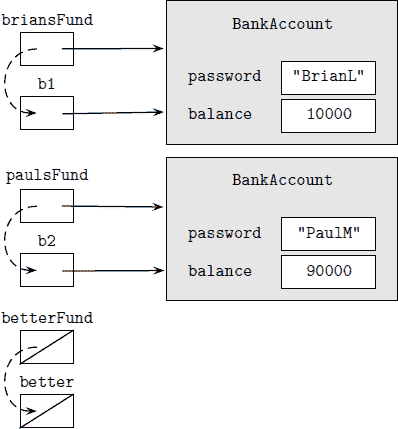 briansFund
BankAccount
password "BrianL"
b1
balance 10000
paulsFund
BankAccount
password "PaulM"
b2
balance 90000
betterFund
better